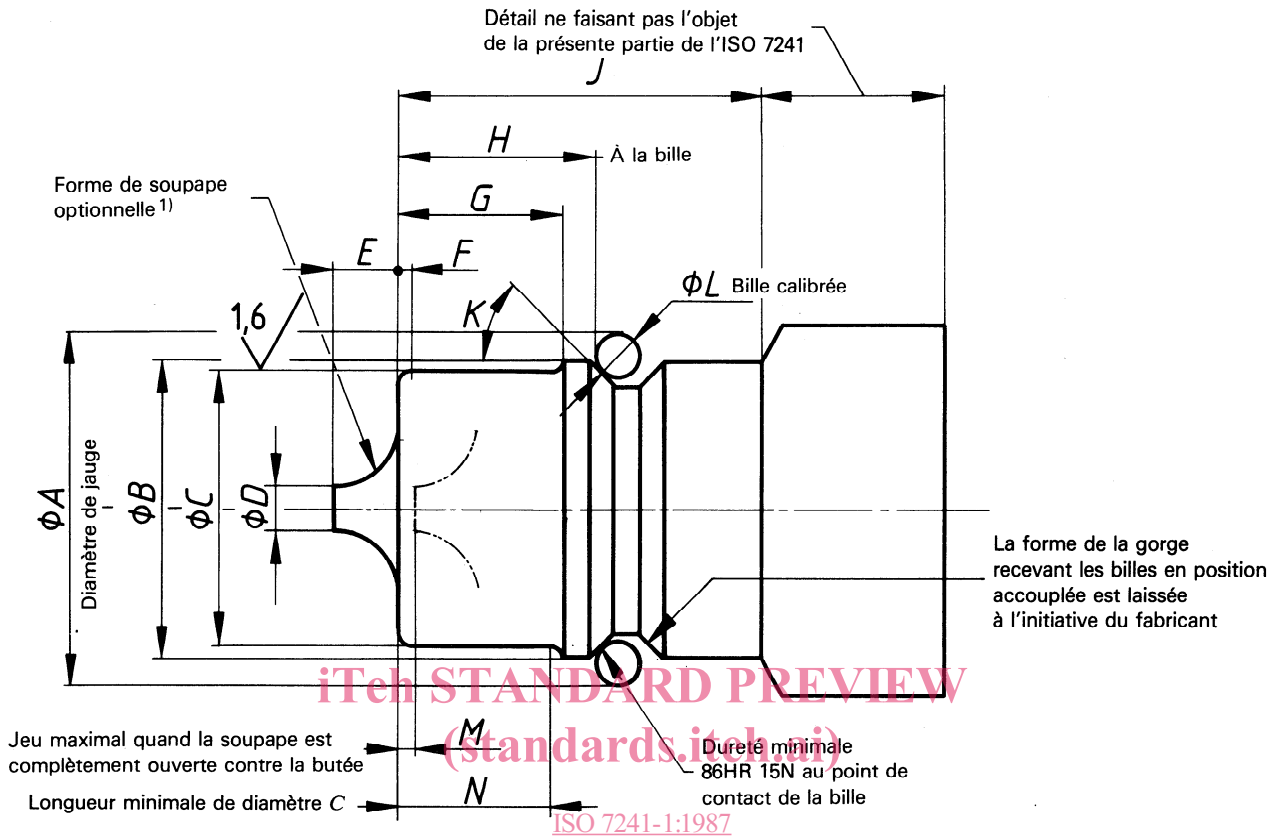 Détail ne faisant pas l'objet
de la présente partie de l'ISO 7241
J
H
À la bille
Forme de soupape
optionnelle 1)
G
E
F
ϕL Bille calibrée
K
1,6
ϕA
Diamètre de jauge
ϕB
ϕC
ϕD
La forme de la gorge
recevant les billes en position
accouplée est laissée
à l'initiative du fabricant
iTeh STANDARD PREVIEW
(standards.iteh.ai)
Jeu maximal quand la soupape est
complètement ouverte contre la butée
M
Dureté minimale
86HR 15N au point de
contact de la bille
Longueur minimale de diamètre C
N
ISO 7241-1:1987